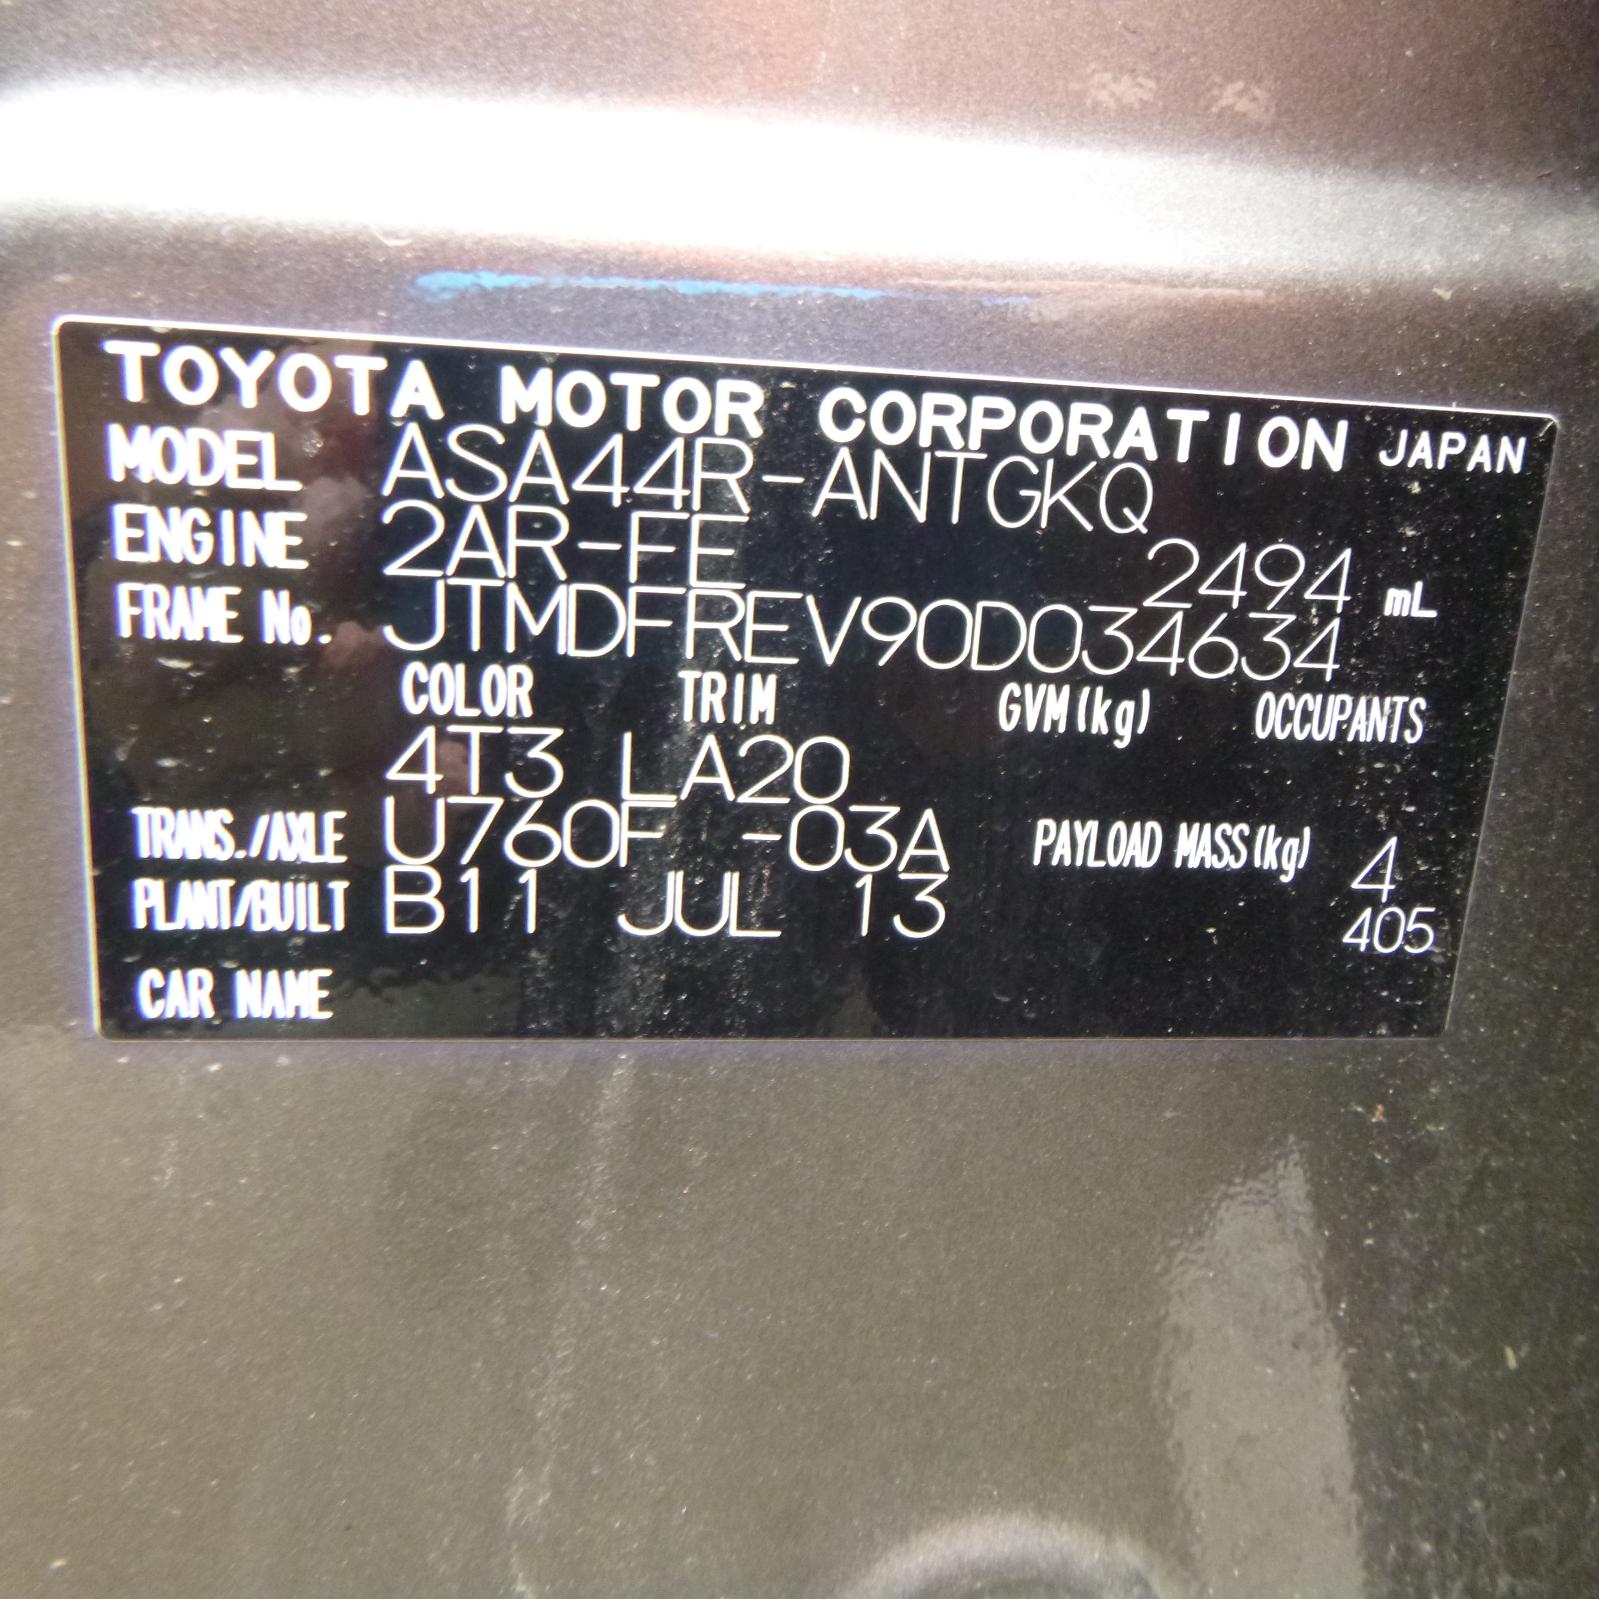 TOYOTA MOTOR CORPORATION JAPAN
MODEL ASA44R-ANTGKQ
ENGINE 2AR-FE 2494 mL
FRAME No. JTMDFREV90D034634
COLOR TRIM GVM(kg) OCCUPANTS
4T3 LA20
TRANS./AXLE U760F -03A PAYLOAD MASS(kg) 4
PLANT/BUILT B11 JUL 13 405
CAR NAME